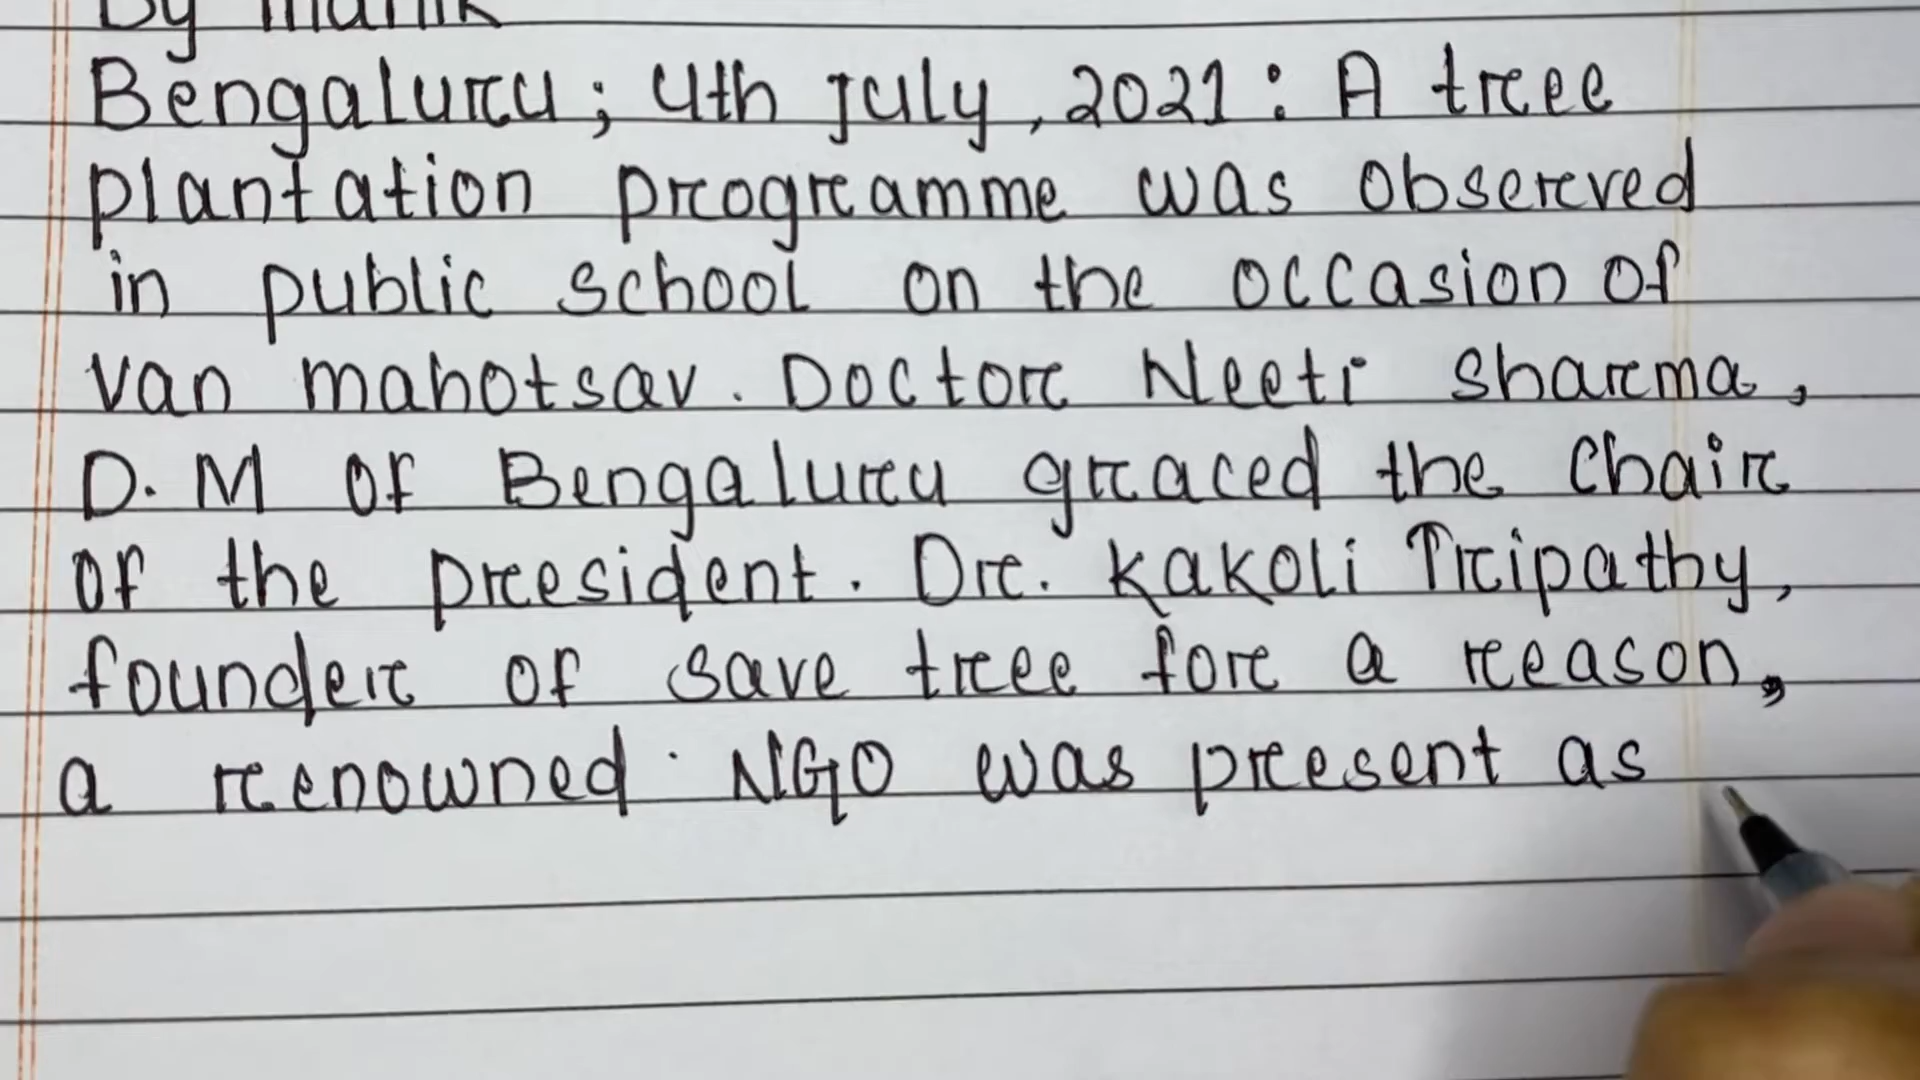 By Manik
Bengaluru; 4th July, 2021: A tree
plantation programme was observed
in public school on the occasion of
van mahotsav. Doctor Neeti Sharma,
D.M of Bengaluru graced the chair
of the president. Dr. Kakoli Tripathy,
founder of save tree for a reason,
a renowned NGO was present as